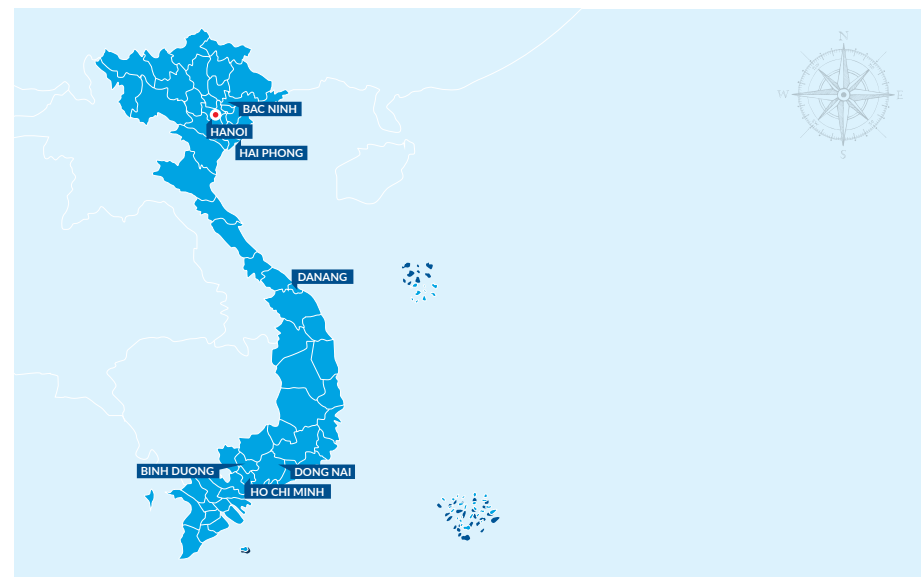 N
W
E
S
BAC NINH
HANOI
HAI PHONG
DANANG
BINH DUONG
DONG NAI
HO CHI MINH